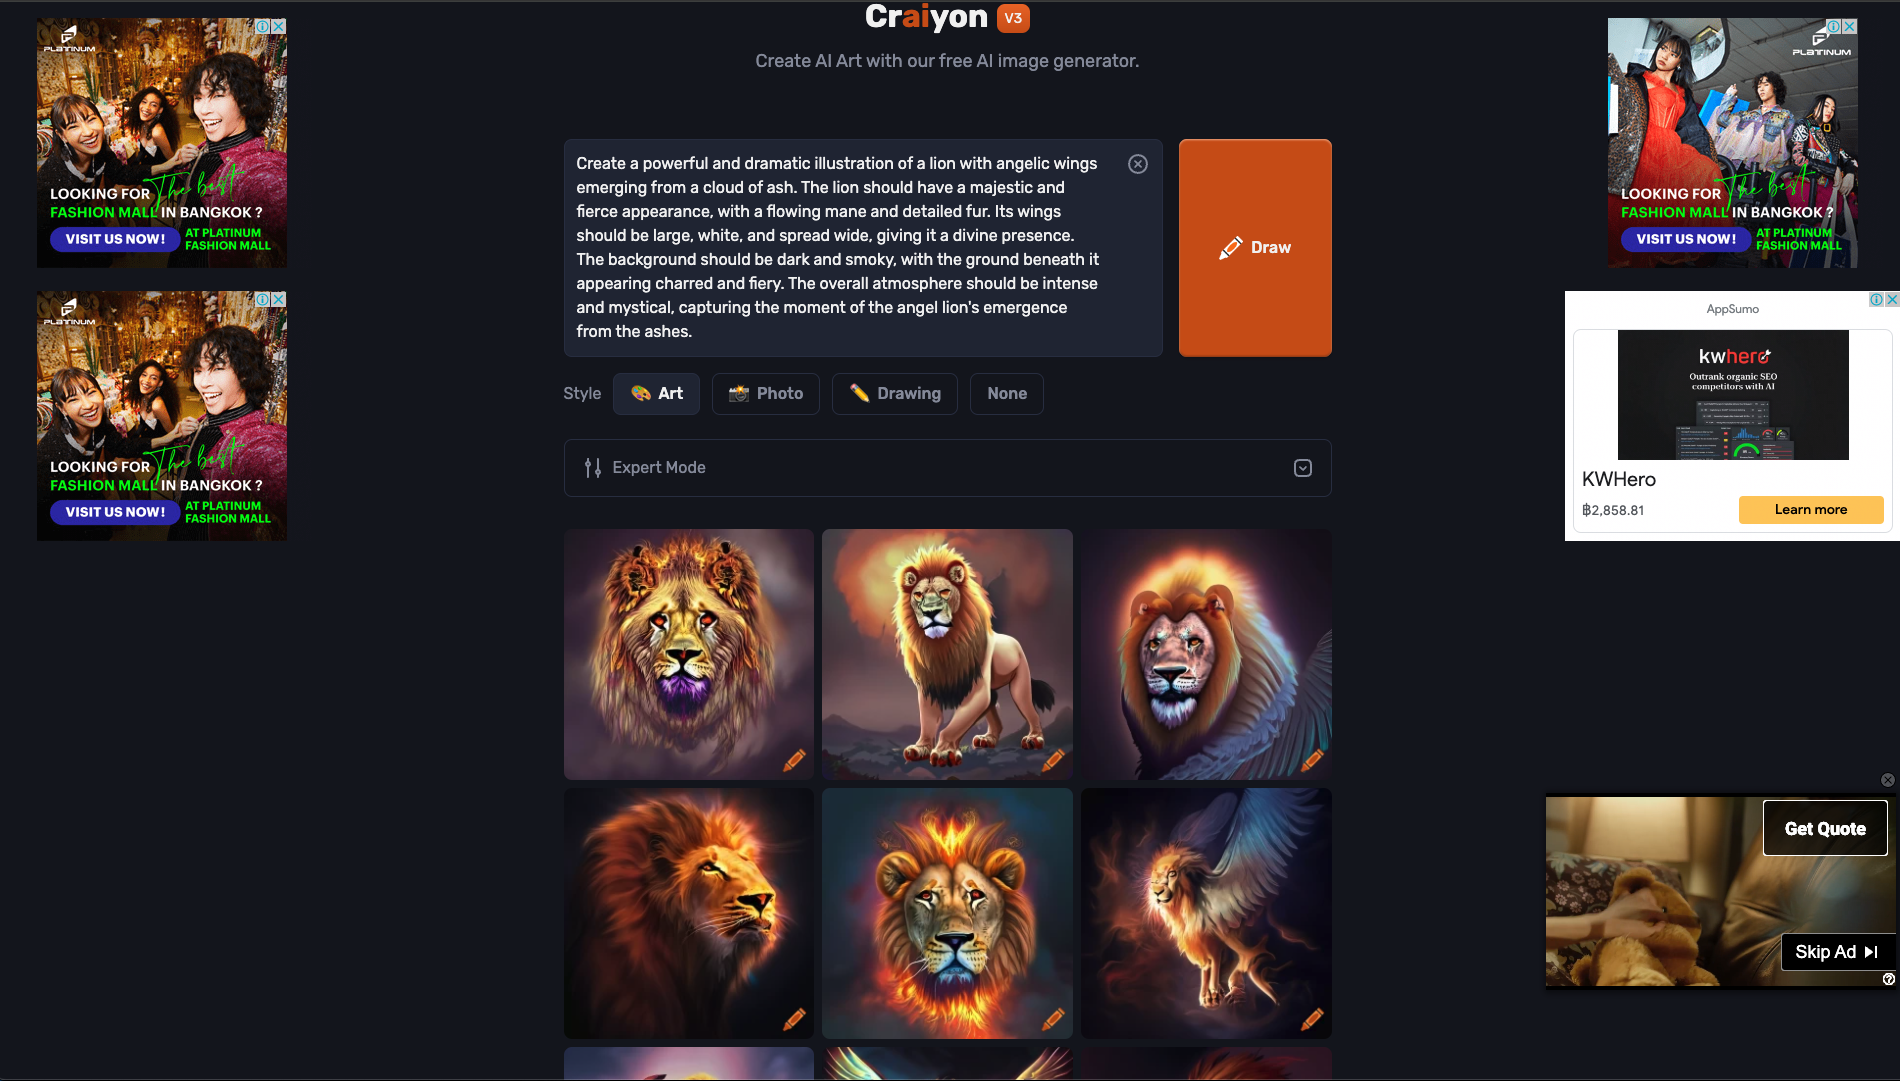 Craiyon V3
Create AI Art with our free AI image generator.
Create a powerful and dramatic illustration of a lion with angelic wings
emerging from a cloud of ash. The lion should have a majestic and
fierce appearance, with a flowing mane and detailed fur. Its wings
should be large, white, and spread wide, giving it a divine presence.
The background should be dark and smoky, with the ground beneath it
appearing charred and fiery. The overall atmosphere should be intense
and mystical, capturing the moment of the angel lion's emergence
from the ashes.
Draw
Style
Art
Photo
Drawing
None
Expert Mode
PLATINUM
LOOKING FOR The best
FASHION MALL IN BANGKOK ?
VISIT US NOW!
AT PLATINUM
FASHION MALL
PLATINUM
LOOKING FOR The best
FASHION MALL IN BANGKOK ?
VISIT US NOW!
AT PLATINUM
FASHION MALL
PLATINUM
LOOKING FOR The best
FASHION MALL IN BANGKOK ?
VISIT US NOW!
AT PLATINUM
FASHION MALL
AppSumo
kwhero
Outrank organic SEO
competitors with AI
KWHero
฿2,858.81
Learn more
Get Quote
Skip Ad